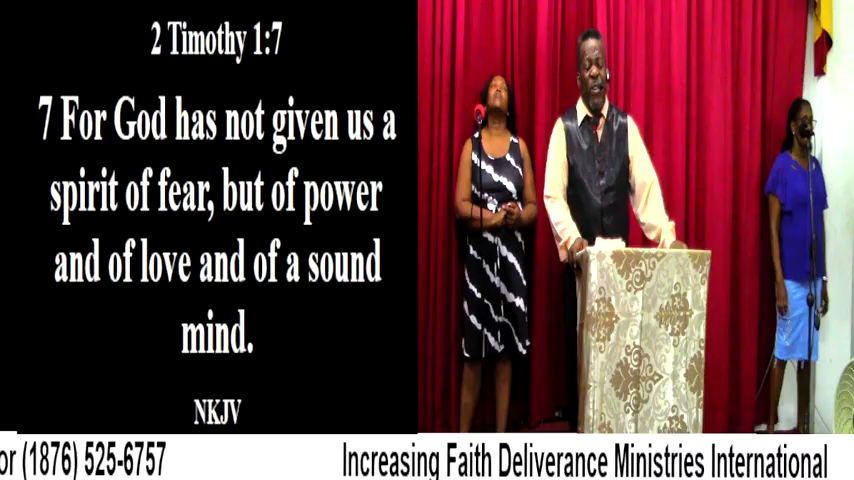 2 Timothy 1:7
7 For God has not given us a
spirit of fear, but of power
and of love and of a sound
mind.
NKJV
or (1876) 525-6757 Increasing Faith Deliverance Ministries International